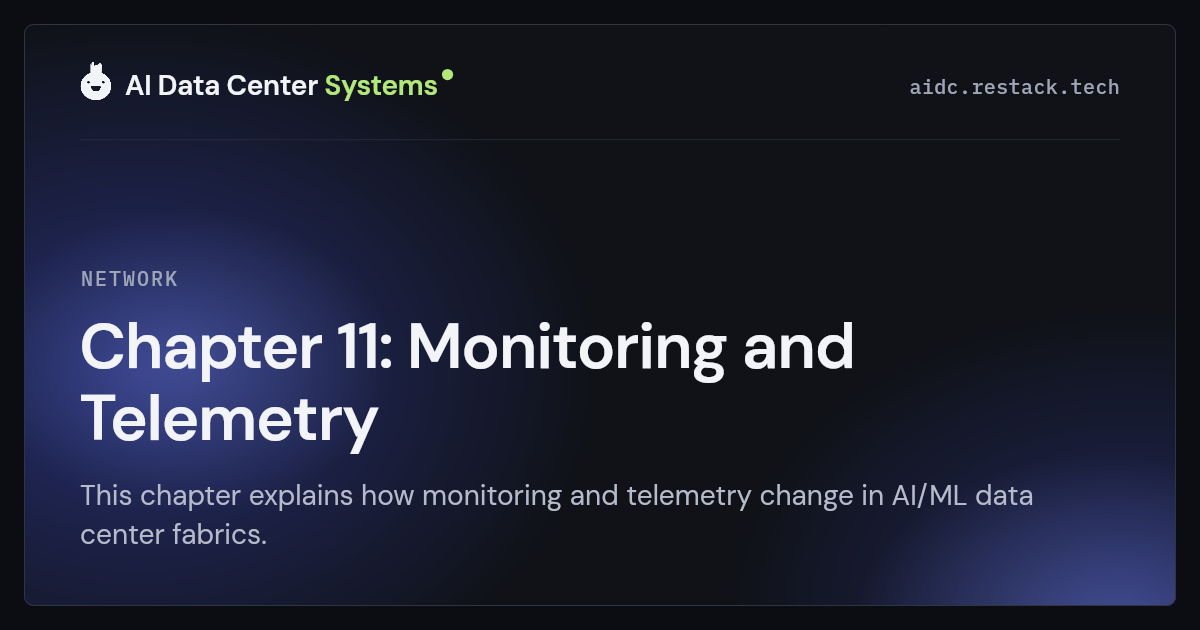 AI Data Center Systems
aidc.restack.tech
NETWORK
Chapter 11: Monitoring and
Telemetry
This chapter explains how monitoring and telemetry change in AI/ML data
center fabrics.